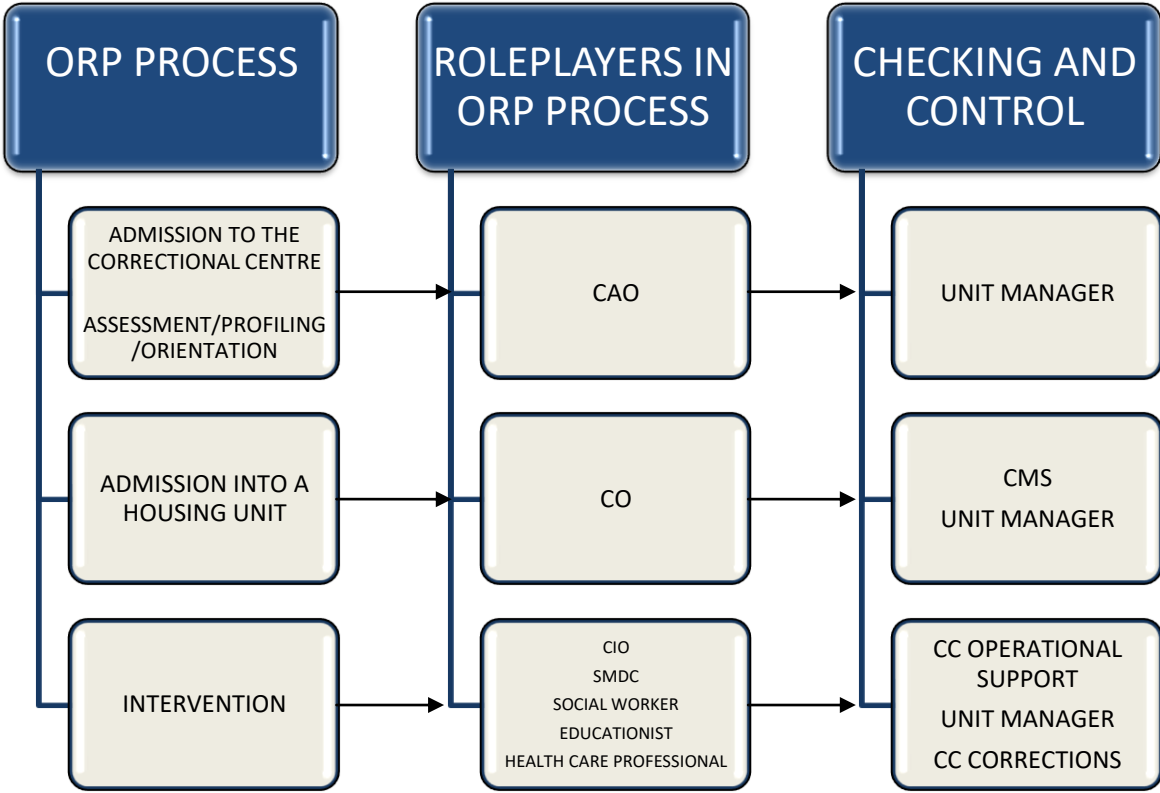 ORP PROCESS
ROLEPLAYERS IN
ORP PROCESS
CHECKING AND
CONTROL
ADMISSION TO THE
CORRECTIONAL CENTRE
ASSESSMENT/PROFILING
/ORIENTATION
CAO
UNIT MANAGER
ADMISSION INTO A
HOUSING UNIT
CO
CMS
UNIT MANAGER
INTERVENTION
CIO
SMDC
SOCIAL WORKER
EDUCATIONIST
HEALTH CARE PROFESSIONAL
CC OPERATIONAL
SUPPORT
UNIT MANAGER
CC CORRECTIONS